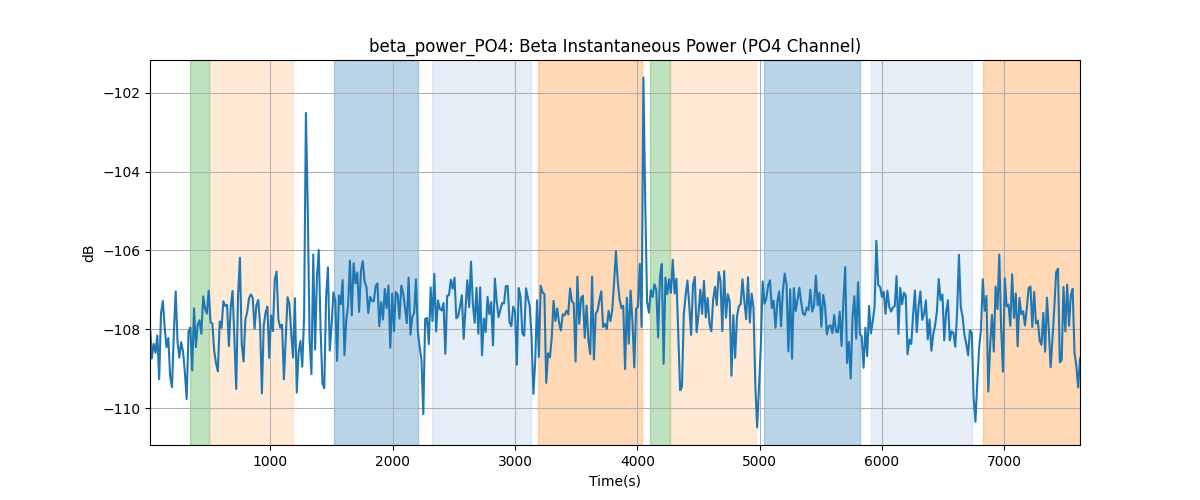 beta_power_PO4: Beta Instantaneous Power (PO4 Channel)
−102
−104
−106
−108
−110
dB
1000 2000 3000 4000 5000 6000 7000
Time(s)